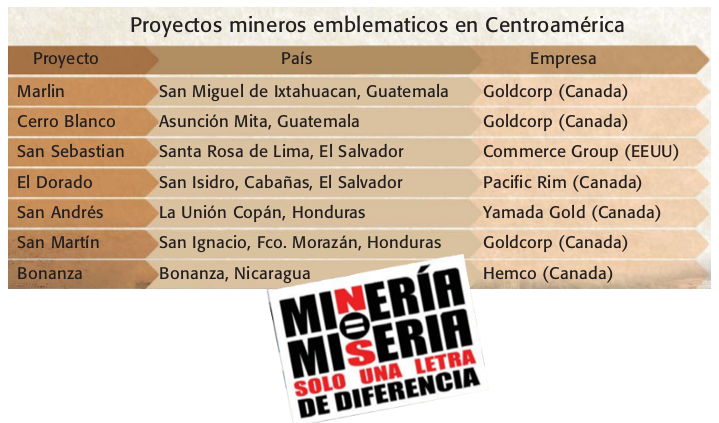 Proyectos mineros emblematicos en Centroamérica
Proyecto País Empresa
Marlin San Miguel de Ixtahuacan, Guatemala Goldcorp (Canada)
Cerro Blanco Asunción Mita, Guatemala Goldcorp (Canada)
San Sebastian Santa Rosa de Lima, El Salvador Commerce Group (EEUU)
El Dorado San Isidro, Cabañas, El Salvador Pacific Rim (Canada)
San Andrés La Unión Copán, Honduras Yamada Gold (Canada)
San Martín San Ignacio, Fco. Morazán, Honduras Goldcorp (Canada)
Bonanza Bonanza, Nicaragua Hemco (Canada)
MINERÍA
=
MISERIA
SOLO UNA LETRA
DE DIFERENCIA